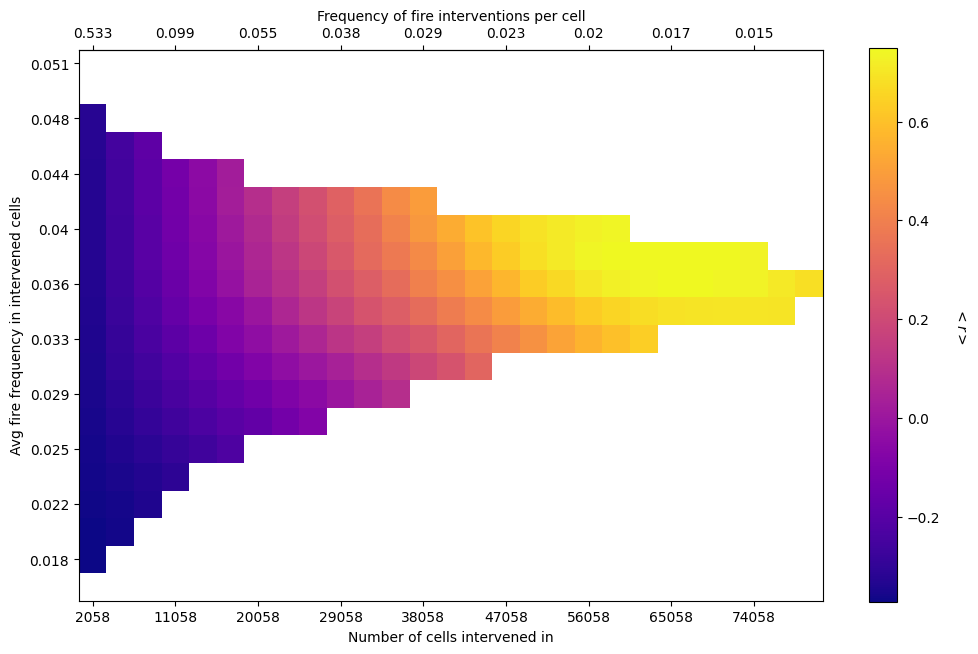 Frequency of fire interventions per cell
0.533 0.099 0.055 0.038 0.029 0.023 0.02 0.017 0.015
0.051
0.048
0.044
0.04
0.036
0.033
0.029
0.025
0.022
0.018
Avg fire frequency in intervened cells
2058 11058 20058 29058 38058 47058 56058 65058 74058
Number of cells intervened in
0.6
0.4
0.2
0.0
−0.2
< r >